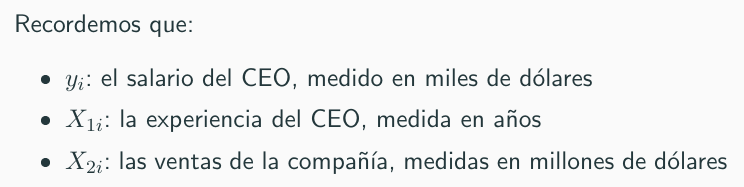 Recordemos que:
• yᵢ: el salario del CEO, medido en miles de dólares
• X₁ᵢ: la experiencia del CEO, medida en años
• X₂ᵢ: las ventas de la compañía, medidas en millones de dólares